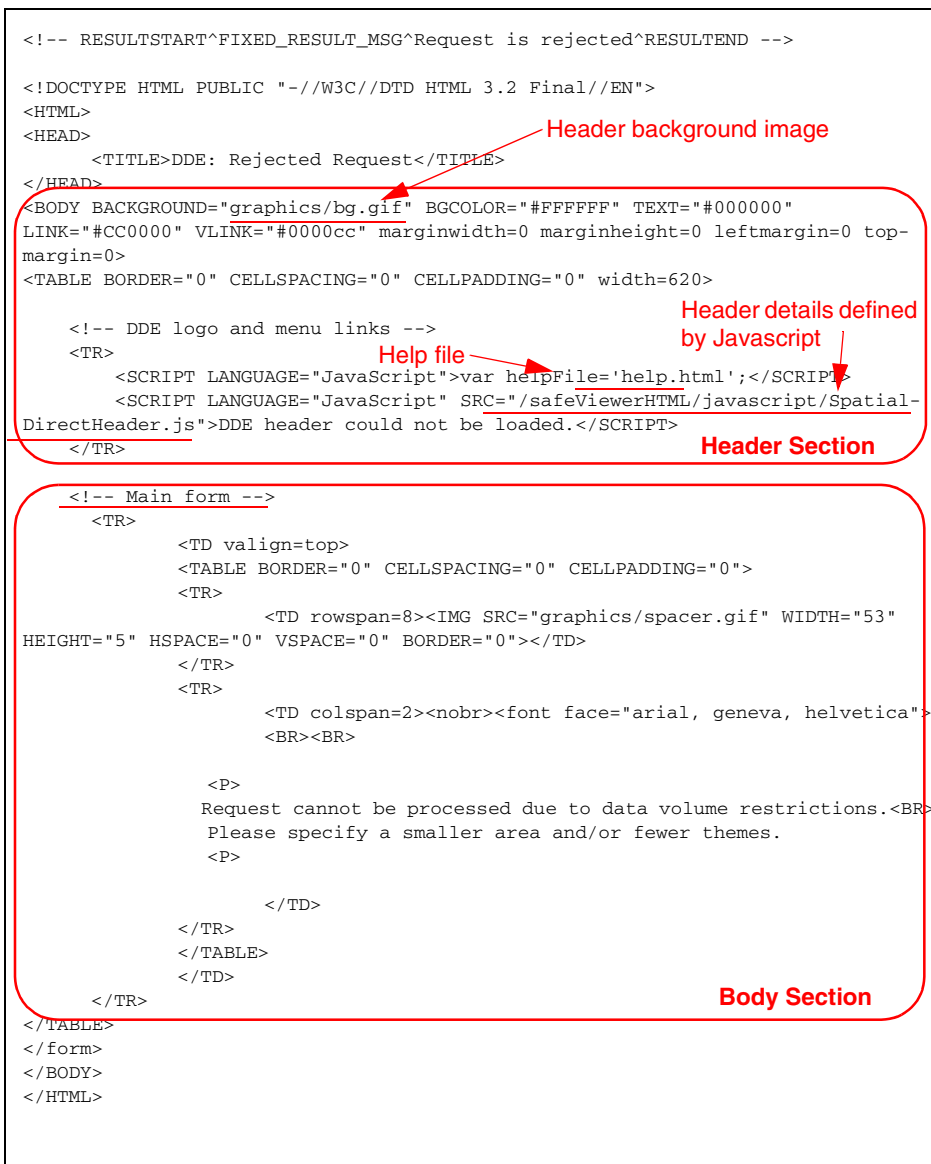 <!-- RESULTSTART^FIXED_RESULT_MSG^Request is rejected^RESULTEND -->
<!DOCTYPE HTML PUBLIC "-//W3C//DTD HTML 3.2 Final//EN">
<HTML>
<HEAD>
Header background image
<TITLE>DDE: Rejected Request</TITLE>
</HEAD>
<BODY BACKGROUND="graphics/bg.gif" BGCOLOR="#FFFFFF" TEXT="#000000"
LINK="#CC0000" VLINK="#0000cc" marginwidth=0 marginheight=0 leftmargin=0 top-
margin=0>
<TABLE BORDER="0" CELLSPACING="0" CELLPADDING="0" width=620>
Header details defined
by Javascript
<!-- DDE logo and menu links -->
<TR>
Help file
<SCRIPT LANGUAGE="JavaScript">var helpFile='help.html';</SCRIPT>
<SCRIPT LANGUAGE="JavaScript" SRC="/safeViewerHTML/javascript/Spatial-
DirectHeader.js">DDE header could not be loaded.</SCRIPT>
</TR>
Header Section
<!-- Main form -->
<TR>
<TD valign=top>
<TABLE BORDER="0" CELLSPACING="0" CELLPADDING="0">
<TR>
<TD rowspan=8><IMG SRC="graphics/spacer.gif" WIDTH="53"
HEIGHT="5" HSPACE="0" VSPACE="0" BORDER="0"></TD>
</TR>
<TR>
<TD colspan=2><nobr><font face="arial, geneva, helvetica">
<BR><BR>
<P>
Request cannot be processed due to data volume restrictions.<BR>
Please specify a smaller area and/or fewer themes.
<P>
</TD>
</TR>
</TABLE>
</TD>
</TR>
Body Section
</TABLE>
</form>
</BODY>
</HTML>